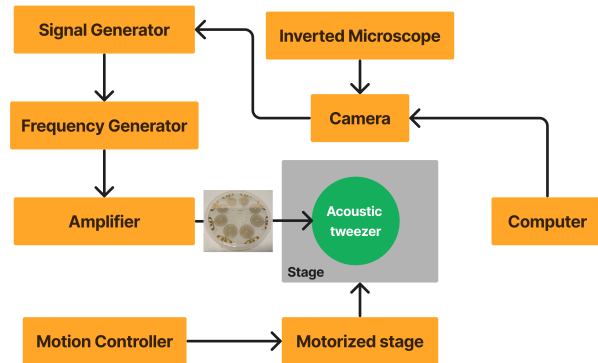 Signal Generator
Inverted Microscope
Frequency Generator
Camera
Amplifier
Acoustic
tweezer
Computer
Stage
Motion Controller
Motorized stage